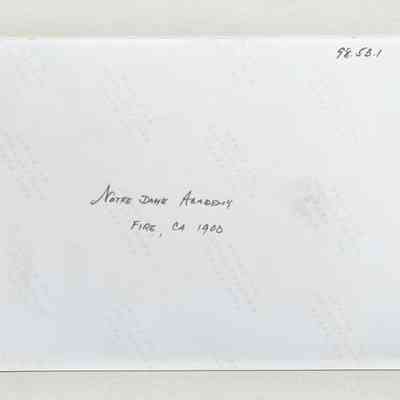 98.53.1
Notre Dame Academy
Fire, CA 1900